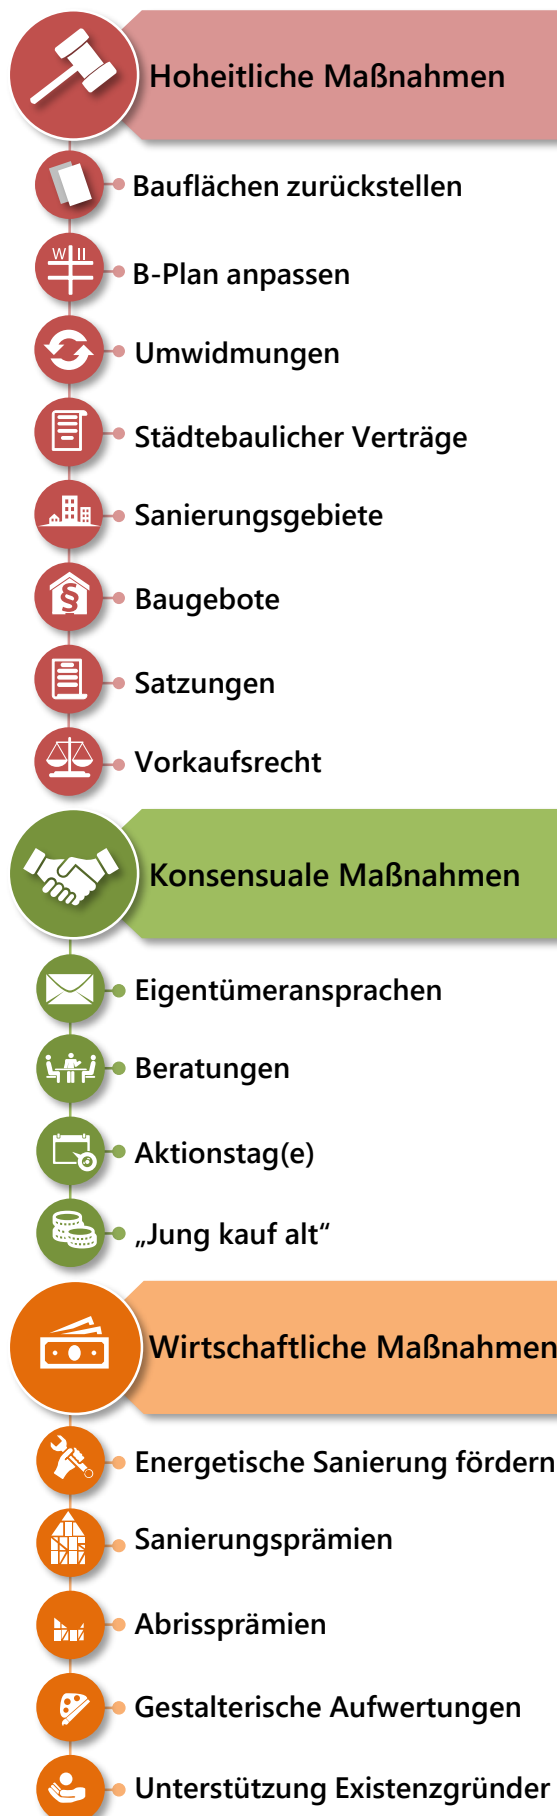 Hoheitliche Maßnahmen
Bauflächen zurückstellen
W II
B-Plan anpassen
Umwidmungen
Städtebaulicher Verträge
Sanierungsgebiete
§
Baugebote
Satzungen
Vorkaufsrecht
Konsensuale Maßnahmen
Eigentümeransprachen
Beratungen
Aktionstag(e)
„Jung kauf alt“
Wirtschaftliche Maßnahmen
Energetische Sanierung fördern
Sanierungsprämien
Abrissprämien
Gestalterische Aufwertungen
Unterstützung Existenzgründer